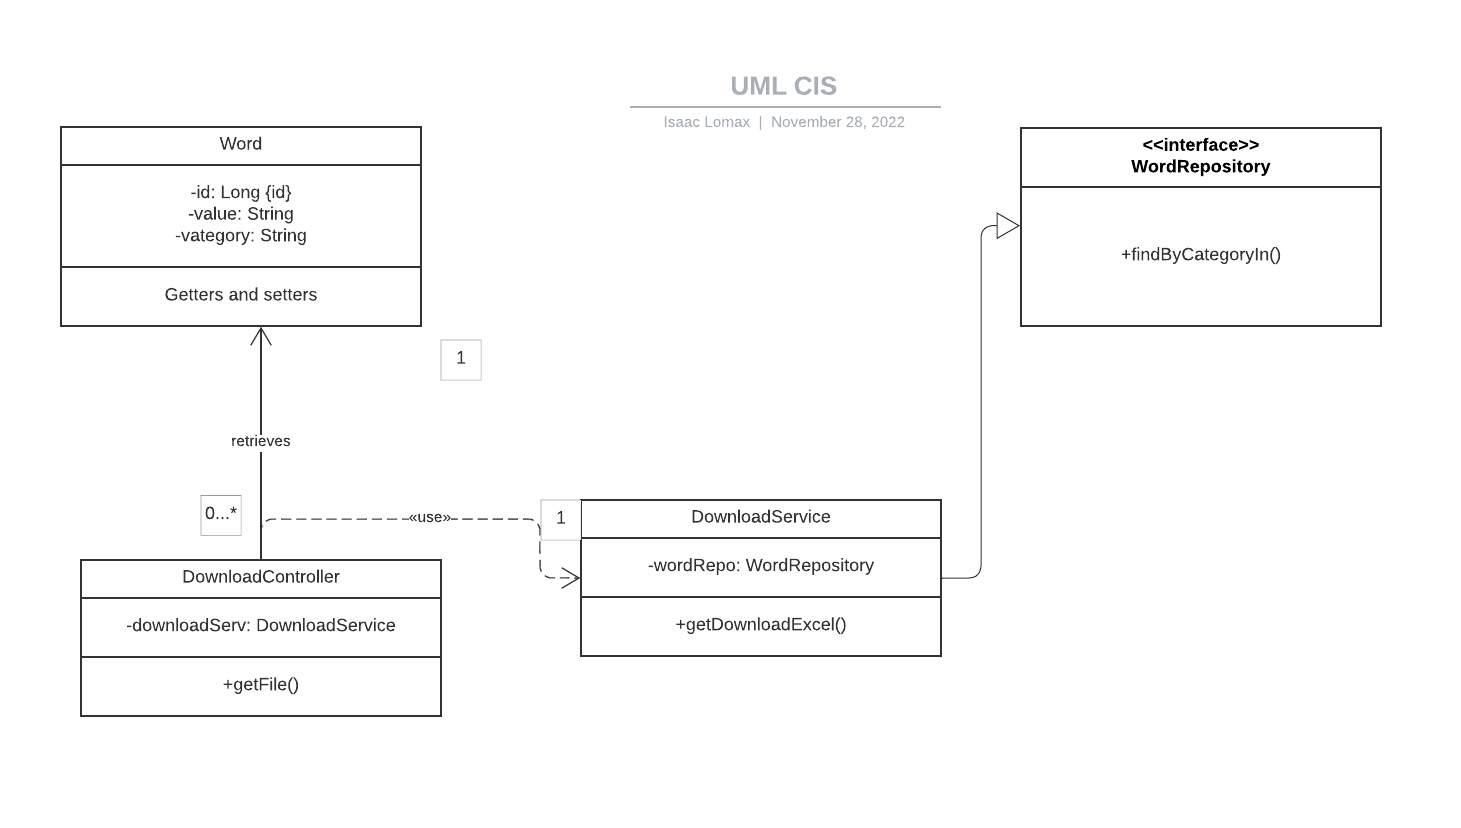 UML CIS
Isaac Lomax | November 28, 2022
Word
-id: Long {id}
-value: String
-vategory: String
Getters and setters
<<interface>>
WordRepository
+findByCategoryIn()
1
retrieves
0...*
«use»
1
DownloadService
-wordRepo: WordRepository
+getDownloadExcel()
DownloadController
-downloadServ: DownloadService
+getFile()